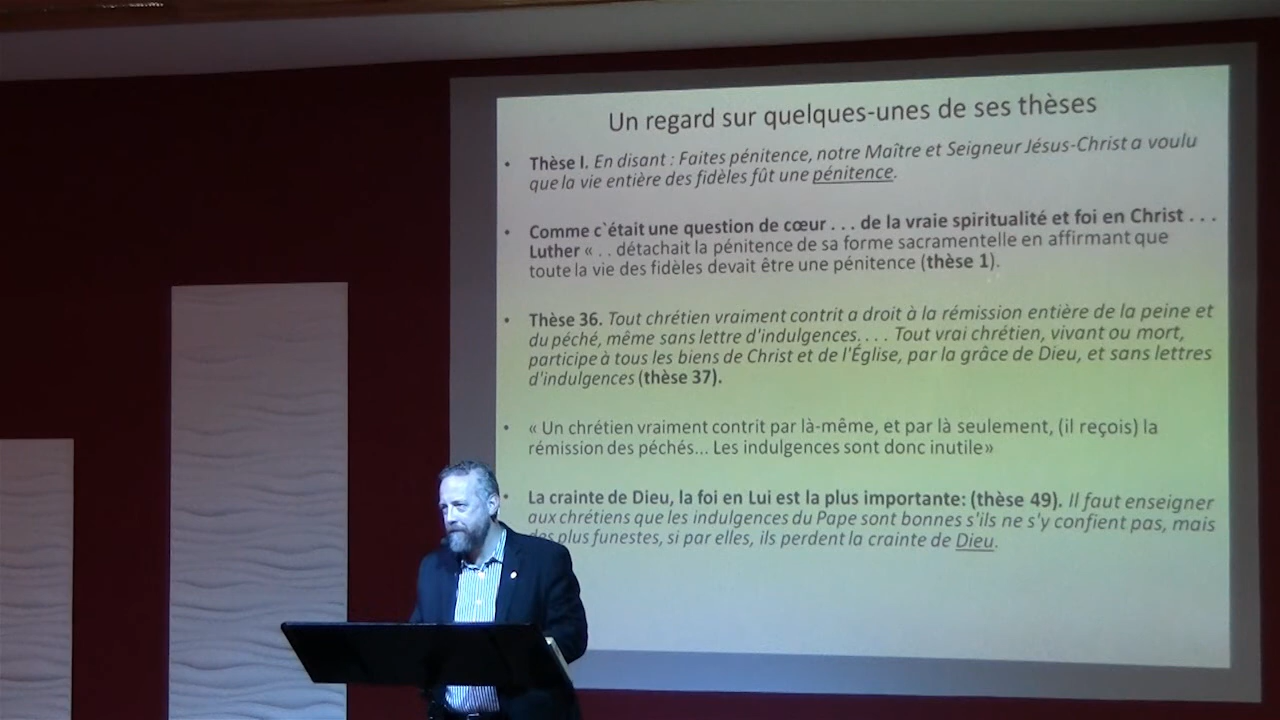 Un regard sur quelques-unes de ses thèses
• Thèse I. En disant : Faites pénitence, notre Maître et Seigneur Jésus-Christ a voulu
que la vie entière des fidèles fût une pénitence.
• Comme c`était une question de cœur . . . de la vraie spiritualité et foi en Christ . . .
Luther « . . détachait la pénitence de sa forme sacramentelle en affirmant que
toute la vie des fidèles devait être une pénitence (thèse 1).
• Thèse 36. Tout chrétien vraiment contrit a droit à la rémission entière de la peine et
du péché, même sans lettre d'indulgences. . . . Tout vrai chrétien, vivant ou mort,
participe à tous les biens de Christ et de l'Église, par la grâce de Dieu, et sans lettres
d'indulgences (thèse 37).
• « Un chrétien vraiment contrit par là-même, et par là seulement, (il reçois) la
rémission des péchés... Les indulgences sont donc inutile»
• La crainte de Dieu, la foi en Lui est la plus importante: (thèse 49). Il faut enseigner
aux chrétiens que les indulgences du Pape sont bonnes s'ils ne s'y confient pas, mais
des plus funestes, si par elles, ils perdent la crainte de Dieu.